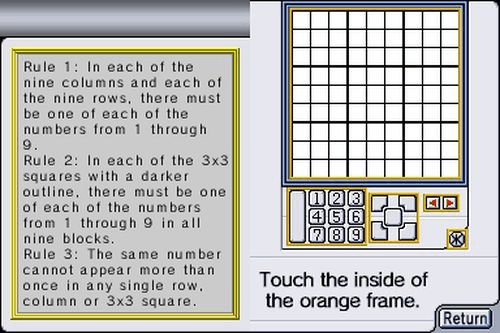 Rule 1: In each of the
nine columns and each of
the nine rows, there must
be one of each of the
numbers from 1 through
9.
Rule 2: In each of the 3x3
squares with a darker
outline, there must be one
of each of the numbers
from 1 through 9 in all
nine blocks.
Rule 3: The same number
cannot appear more than
once in any single row,
column or 3x3 square.
1 2 3
4 5 6
7 8 9
Touch the inside of
the orange frame.
Return